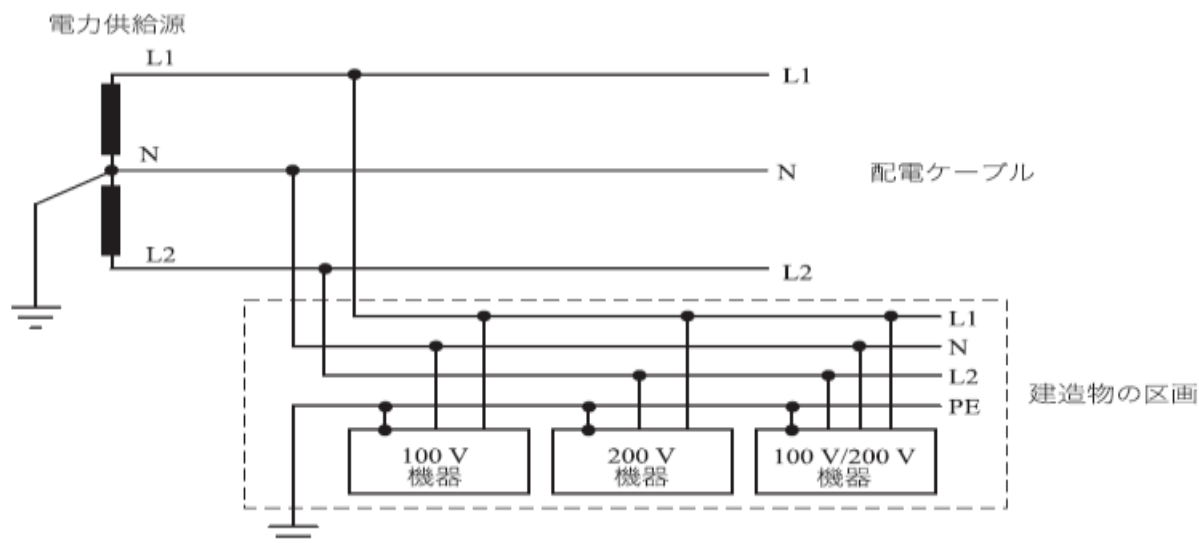 電力供給源
L1
L1
N
N
配電ケーブル
L2
L2
L1
N
L2
PE
建造物の区画
100 V
機器
200 V
機器
100 V/200 V
機器